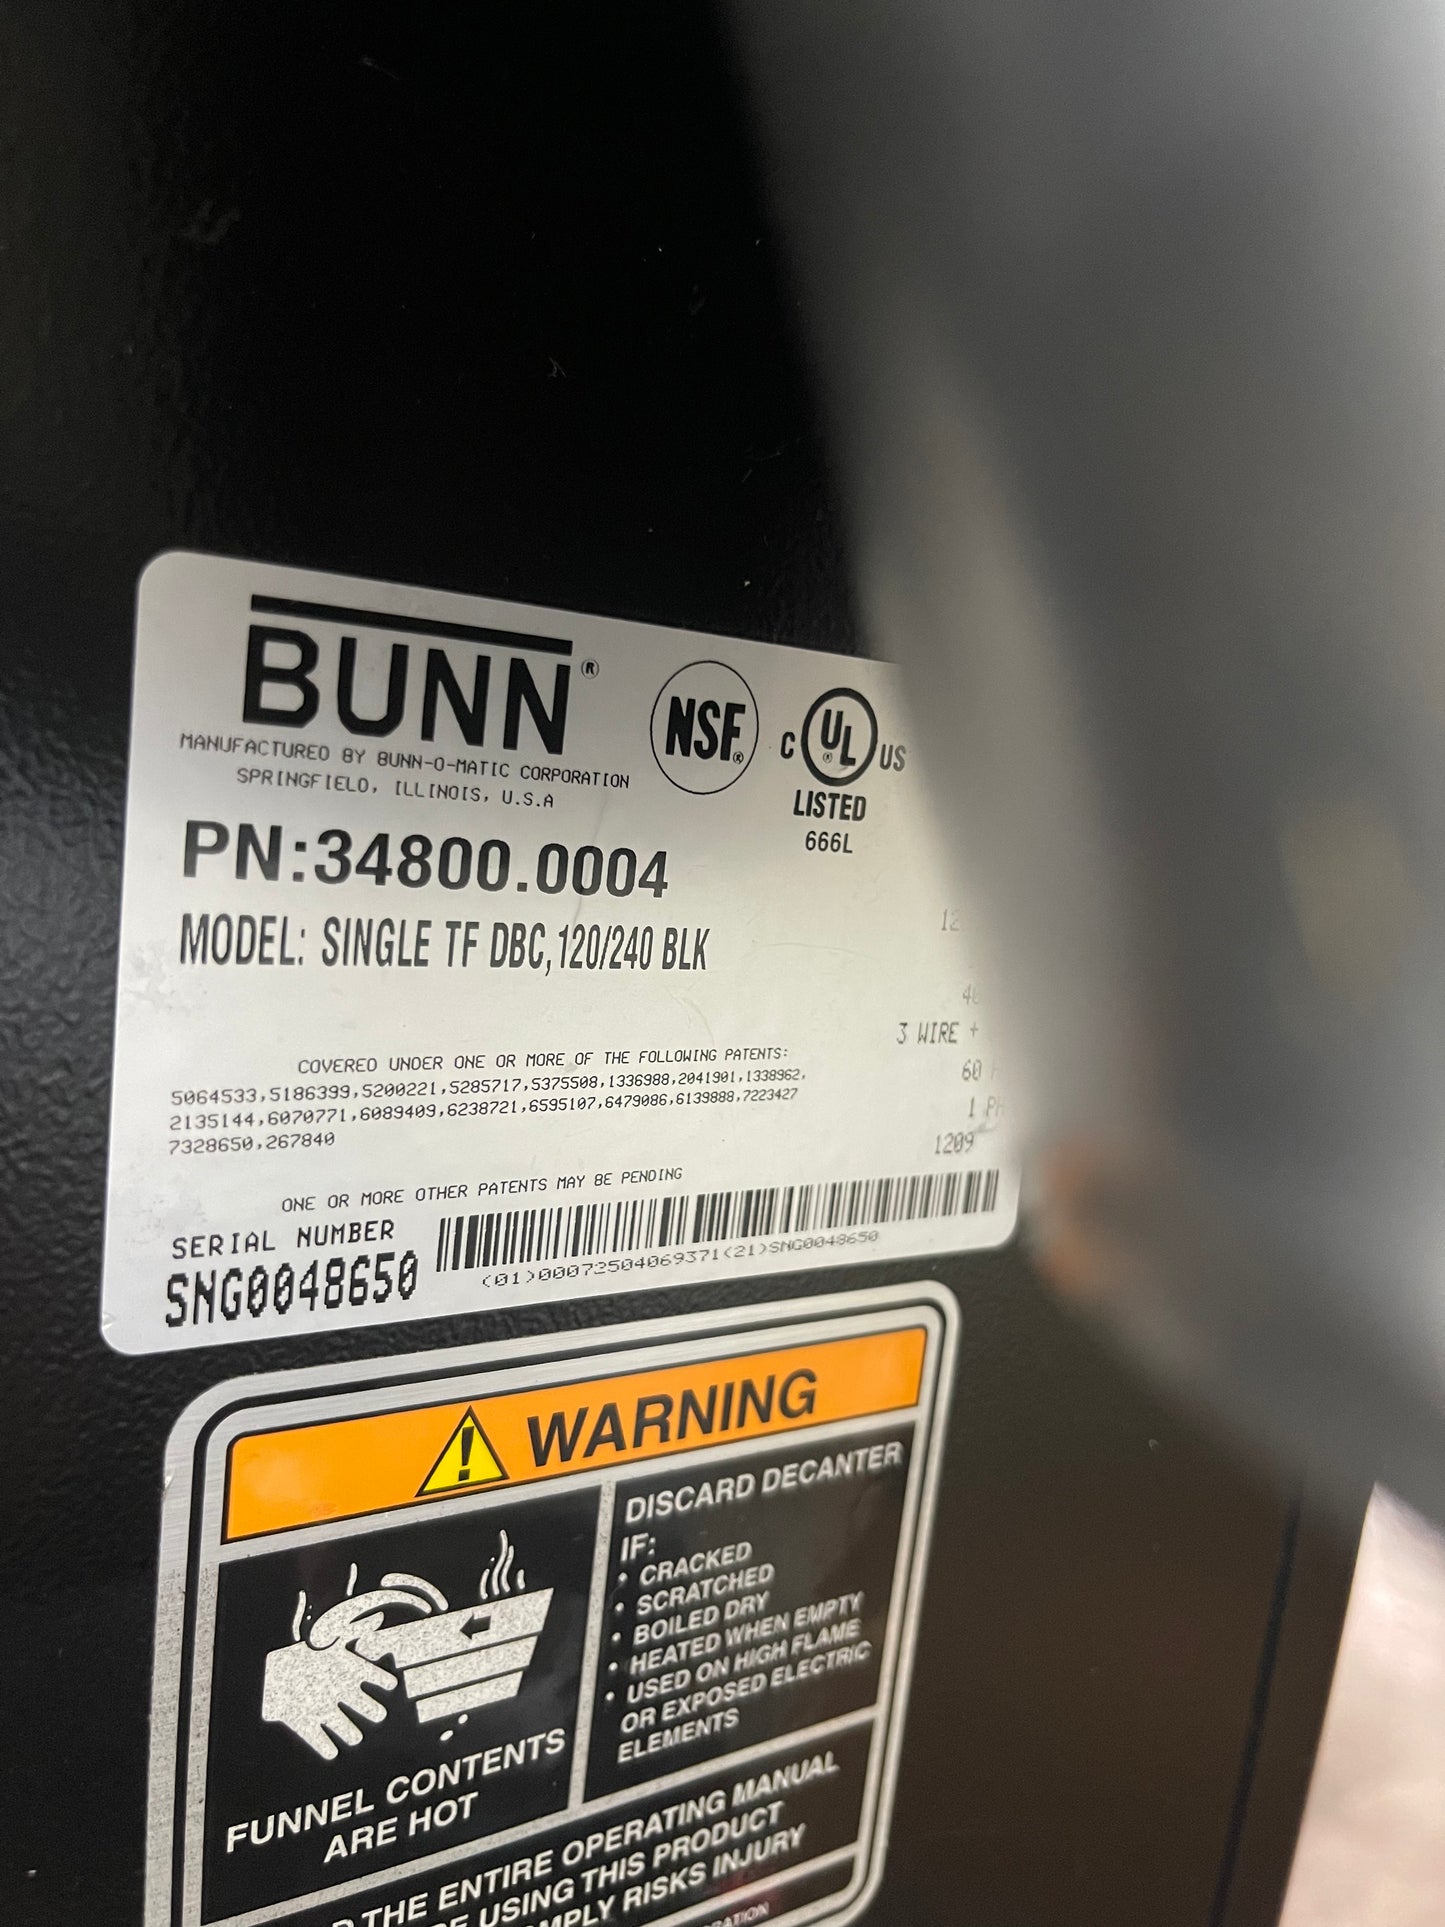 BUNN®
MANUFACTURED BY BUNN-O-MATIC CORPORATION
SPRINGFIELD, ILLINOIS, U.S.A
NSF®
C UL® US
LISTED
666L
PN:34800.0004
MODEL: SINGLE TF DBC,120/240 BLK
3 WIRE +
60
1
1209
COVERED UNDER ONE OR MORE OF THE FOLLOWING PATENTS:
5064533,5186399,5200221,5285717,5375508,1336988,2041901,1338962,
2135144,6070771,6089409,6238721,6595107,6479086,6139888,7223427
7328650,267840
ONE OR MORE OTHER PATENTS MAY BE PENDING
SERIAL NUMBER
SNG0048650
(01)00072504069371(21)SNG0048650
WARNING
FUNNEL CONTENTS
ARE HOT
DISCARD DECANTER
IF:
• CRACKED
• SCRATCHED
• BOILED DRY
• HEATED WHEN EMPTY
• USED ON HIGH FLAME
OR EXPOSED ELECTRIC
ELEMENTS
THE ENTIRE OPERATING MANUAL
USING THIS PRODUCT
RISKS INJURY